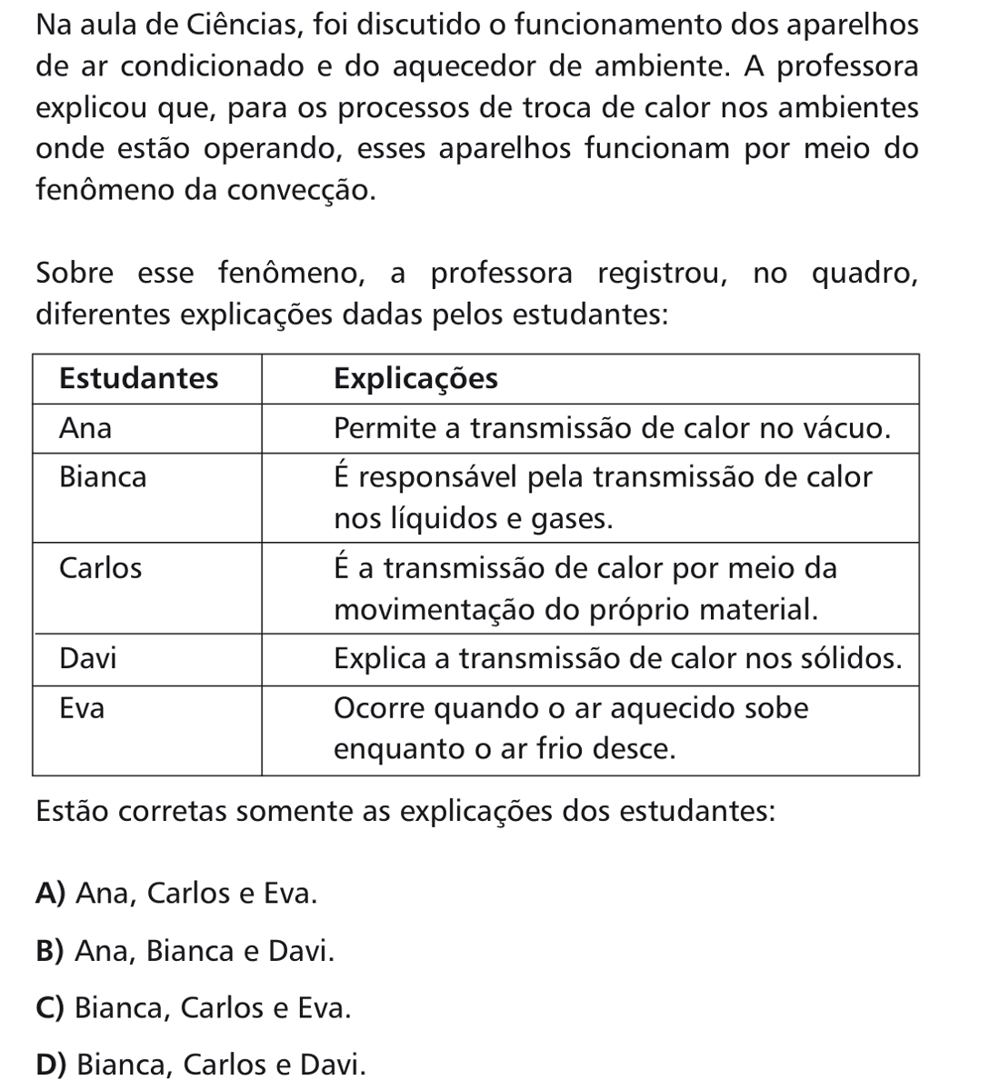 Na aula de Ciências, foi discutido o funcionamento dos aparelhos
de ar condicionado e do aquecedor de ambiente. A professora
explicou que, para os processos de troca de calor nos ambientes
onde estão operando, esses aparelhos funcionam por meio do
fenômeno da convecção.
Sobre esse fenômeno, a professora registrou, no quadro,
diferentes explicações dadas pelos estudantes:
Estudantes Explicações
Ana Permite a transmissão de calor no vácuo.
Bianca É responsável pela transmissão de calor
nos líquidos e gases.
Carlos É a transmissão de calor por meio da
movimentação do próprio material.
Davi Explica a transmissão de calor nos sólidos.
Eva Ocorre quando o ar aquecido sobe
enquanto o ar frio desce.
Estão corretas somente as explicações dos estudantes:
A) Ana, Carlos e Eva.
B) Ana, Bianca e Davi.
C) Bianca, Carlos e Eva.
D) Bianca, Carlos e Davi.